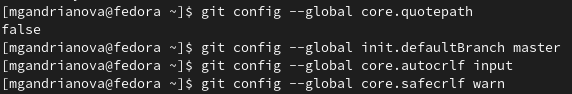 [mgandrianova@fedora ~]$ git config --global core.quotepath
false
[mgandrianova@fedora ~]$ git config --global init.defaultBranch master
[mgandrianova@fedora ~]$ git config --global core.autocrlf input
[mgandrianova@fedora ~]$ git config --global core.safecrlf warn